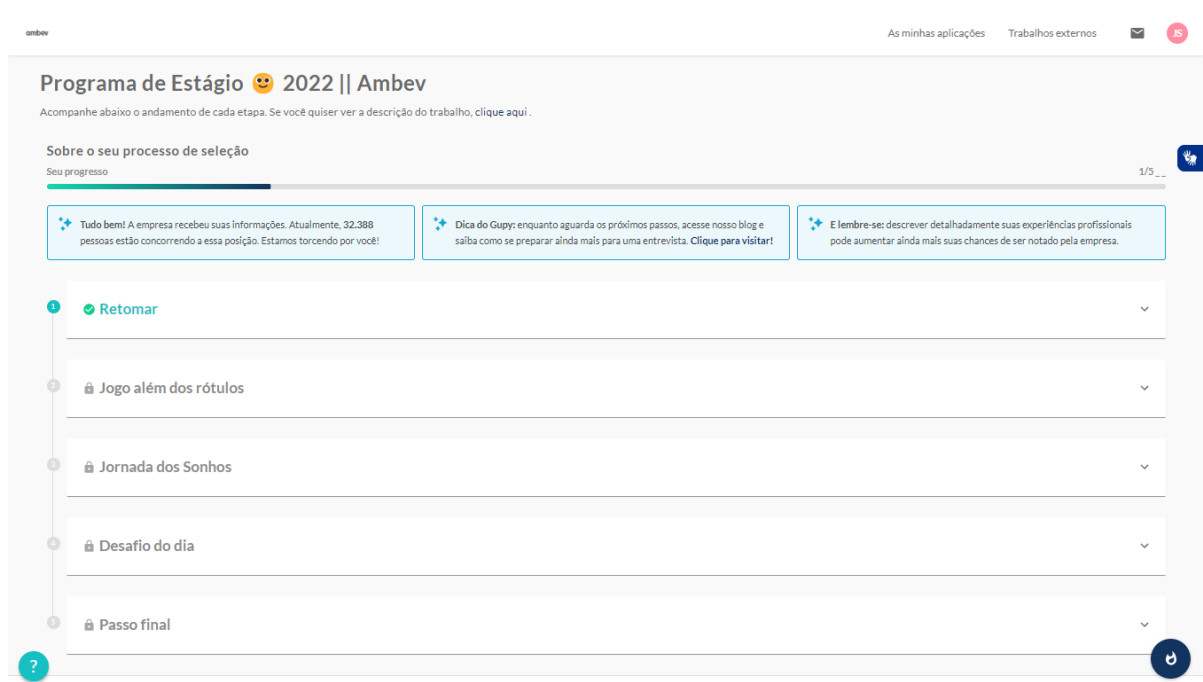 ambev
As minhas aplicações
Trabalhos externos
JS
Programa de Estágio 2022 || Ambev
Acompanhe abaixo o andamento de cada etapa. Se você quiser ver a descrição do trabalho, clique aqui .
Sobre o seu processo de seleção
Seu progresso
1/5_ _
Tudo bem! A empresa recebeu suas informações. Atualmente, 32.388
pessoas estão concorrendo a essa posição. Estamos torcendo por você!
Dica do Gupy: enquanto aguarda os próximos passos, acesse nosso blog e
saiba como se preparar ainda mais para uma entrevista. Clique para visitar!
E lembre-se: descrever detalhadamente suas experiências profissionais
pode aumentar ainda mais suas chances de ser notado pela empresa.
1
Retomar
2
Jogo além dos rótulos
3
Jornada dos Sonhos
4
Desafio do dia
5
Passo final
?